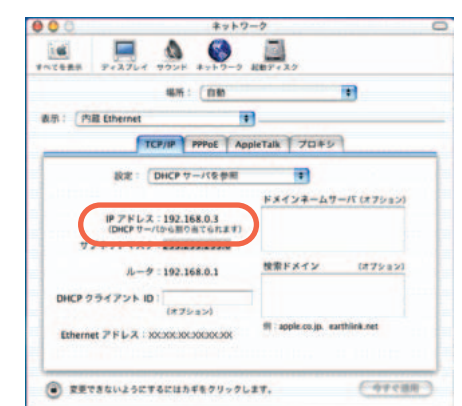 ネットワーク
すべてを表示 ディスプレイ サウンド ネットワーク 起動ディスク
場所： 自動
表示： 内蔵 Ethernet
TCP/IP PPPoE AppleTalk プロキシ
設定： DHCP サーバを参照
ドメインネームサーバ (オプション)
IP アドレス：192.168.0.3
(DHCP サーバから割り当てられます)
サブネットマスク
ルータ：192.168.0.1
検索ドメイン (オプション)
DHCP クライアント ID：
(オプション)
例：apple.co.jp, earthlink.net
Ethernet アドレス：XX:XX:XX:XX:XX:XX
変更できないようにするにはカギをクリックします。
今すぐ適用